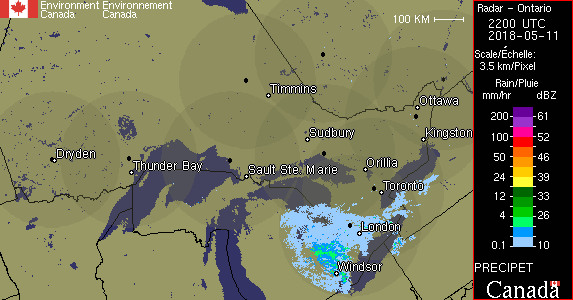 Environment Environnement
Canada Canada
100 KM
Timmins
Ottawa
Sudbury
Kingston
Dryden
Thunder Bay
Sault Ste. Marie
Orillia
Toronto
London
Windsor
Radar - Ontario
2200 UTC
2018-05-11
Scale/Échelle:
3.5 km/Pixel
Rain/Pluie
mm/hr dBZ
200 61
100 52
50 46
24 39
12 33
4 26
0.1 10
PRECIPET
Canada